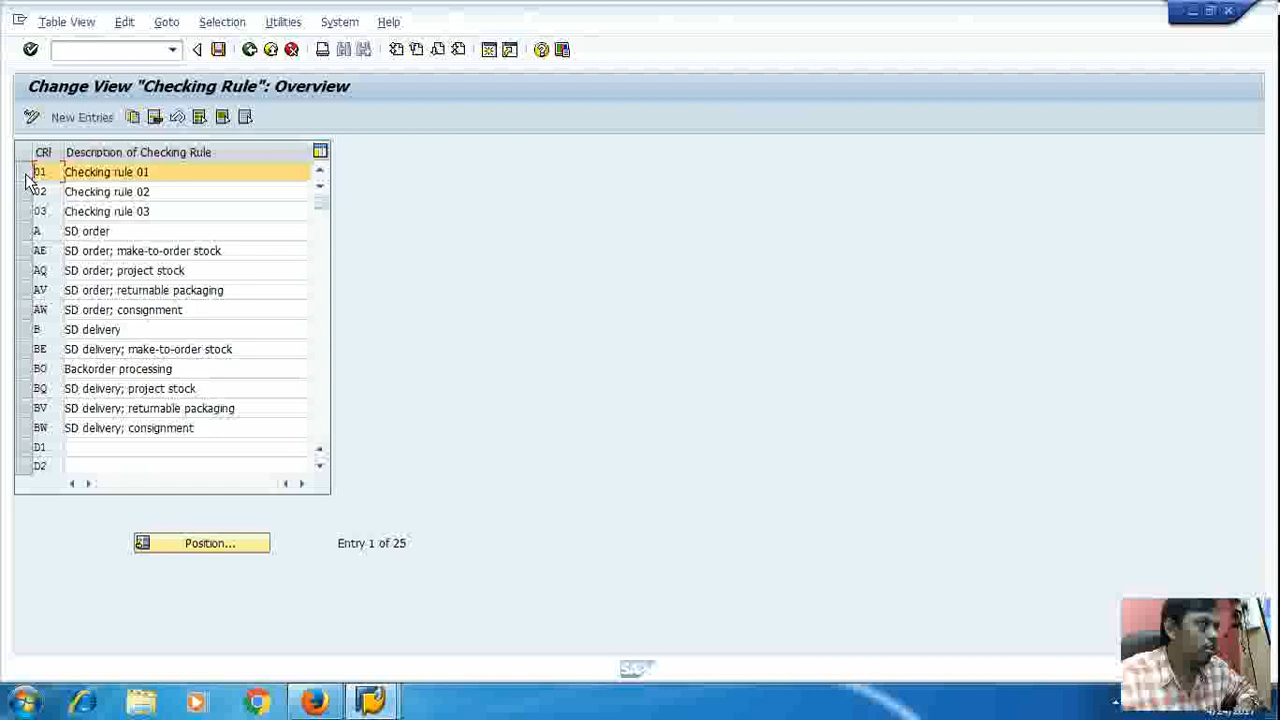 Table View Edit Goto Selection Utilities System Help
Change View "Checking Rule": Overview
New Entries
CRl Description of Checking Rule
01 Checking rule 01
02 Checking rule 02
03 Checking rule 03
A SD order
AE SD order; make-to-order stock
AQ SD order; project stock
AV SD order; returnable packaging
AW SD order; consignment
B SD delivery
BE SD delivery; make-to-order stock
BO Backorder processing
BQ SD delivery; project stock
BV SD delivery; returnable packaging
BW SD delivery; consignment
D1
D2
Position... Entry 1 of 25
SAP